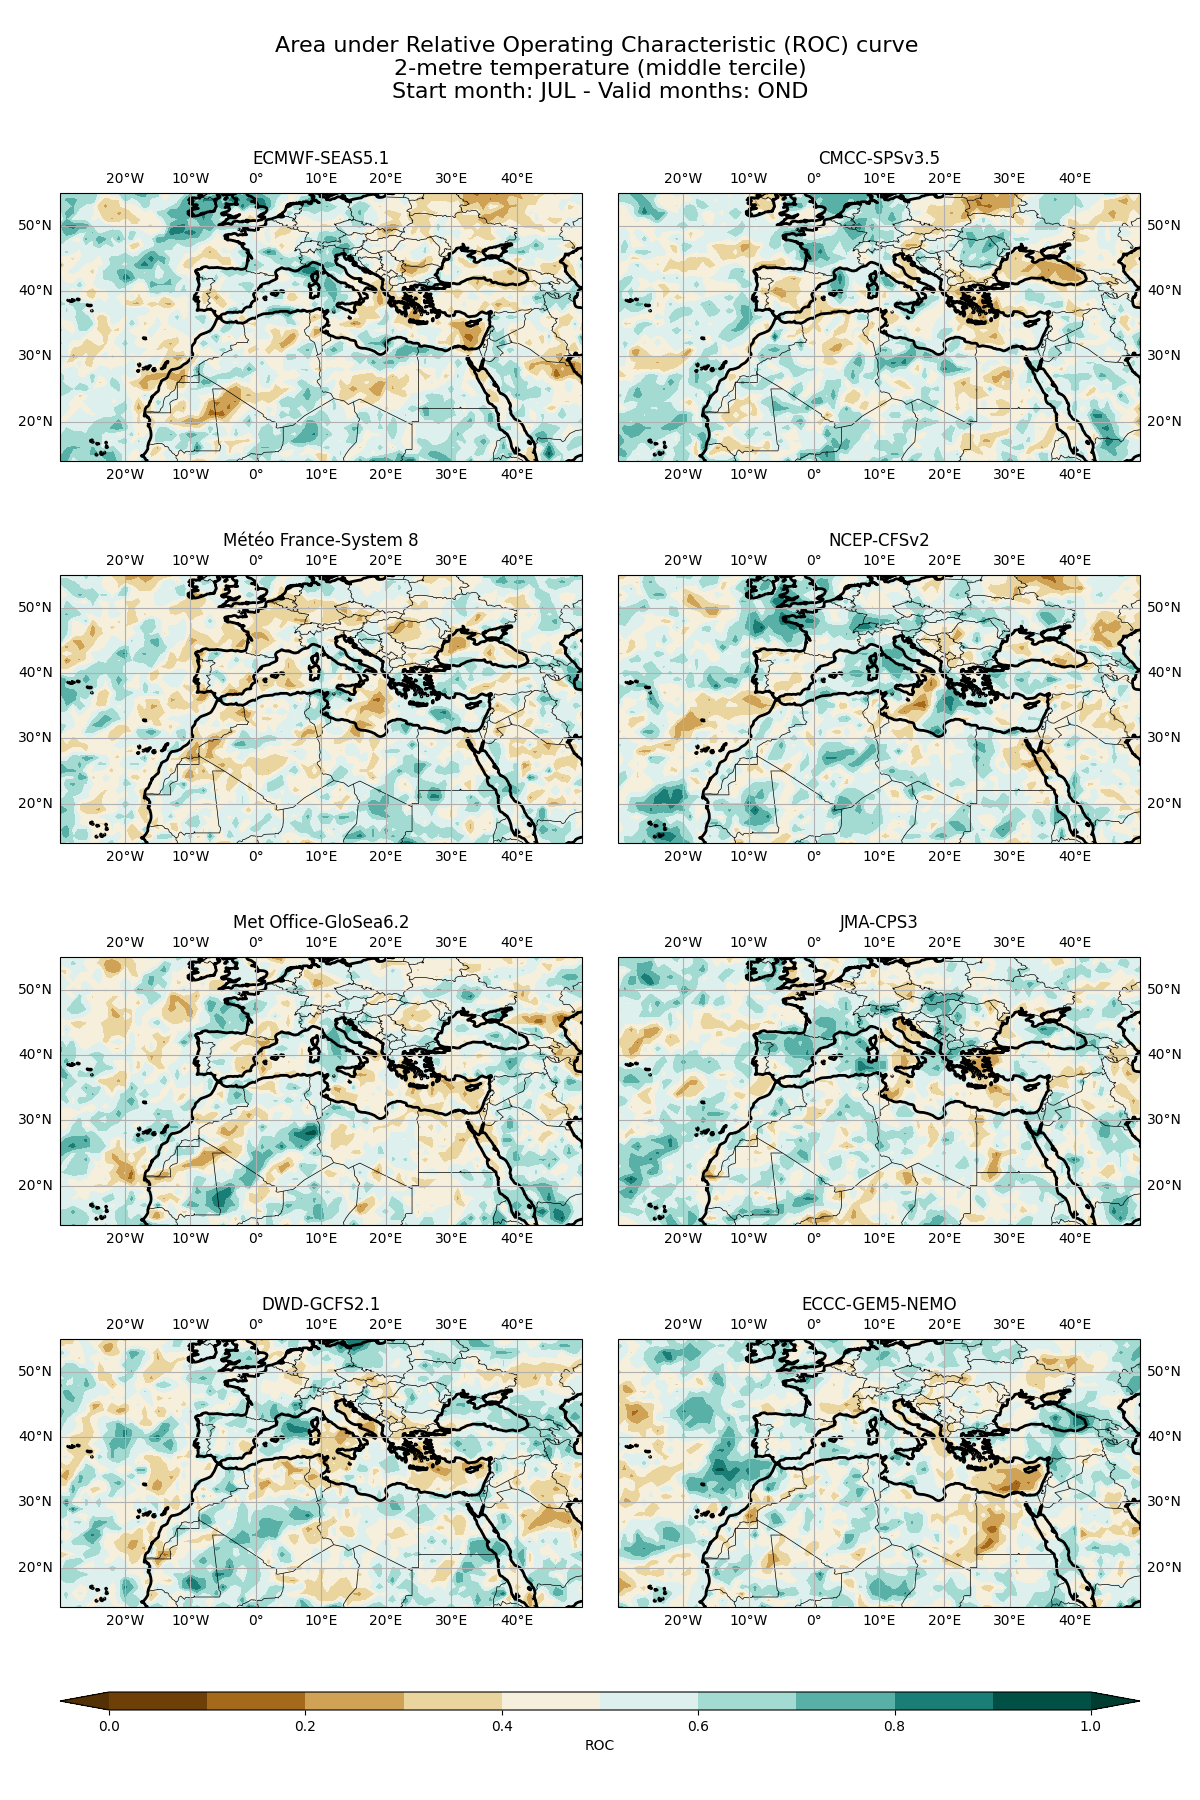 Area under Relative Operating Characteristic (ROC) curve
2-metre temperature (middle tercile)
Start month: JUL - Valid months: OND
ECMWF-SEAS5.1
20°W 10°W 0° 10°E 20°E 30°E 40°E
50°N
40°N
30°N
20°N
20°W 10°W 0° 10°E 20°E 30°E 40°E
CMCC-SPSv3.5
20°W 10°W 0° 10°E 20°E 30°E 40°E
50°N
40°N
30°N
20°N
20°W 10°W 0° 10°E 20°E 30°E 40°E
Météo France-System 8
20°W 10°W 0° 10°E 20°E 30°E 40°E
50°N
40°N
30°N
20°N
20°W 10°W 0° 10°E 20°E 30°E 40°E
NCEP-CFSv2
20°W 10°W 0° 10°E 20°E 30°E 40°E
50°N
40°N
30°N
20°N
20°W 10°W 0° 10°E 20°E 30°E 40°E
Met Office-GloSea6.2
20°W 10°W 0° 10°E 20°E 30°E 40°E
50°N
40°N
30°N
20°N
20°W 10°W 0° 10°E 20°E 30°E 40°E
JMA-CPS3
20°W 10°W 0° 10°E 20°E 30°E 40°E
50°N
40°N
30°N
20°N
20°W 10°W 0° 10°E 20°E 30°E 40°E
DWD-GCFS2.1
20°W 10°W 0° 10°E 20°E 30°E 40°E
50°N
40°N
30°N
20°N
20°W 10°W 0° 10°E 20°E 30°E 40°E
ECCC-GEM5-NEMO
20°W 10°W 0° 10°E 20°E 30°E 40°E
50°N
40°N
30°N
20°N
20°W 10°W 0° 10°E 20°E 30°E 40°E
0.0 0.2 0.4 0.6 0.8 1.0
ROC